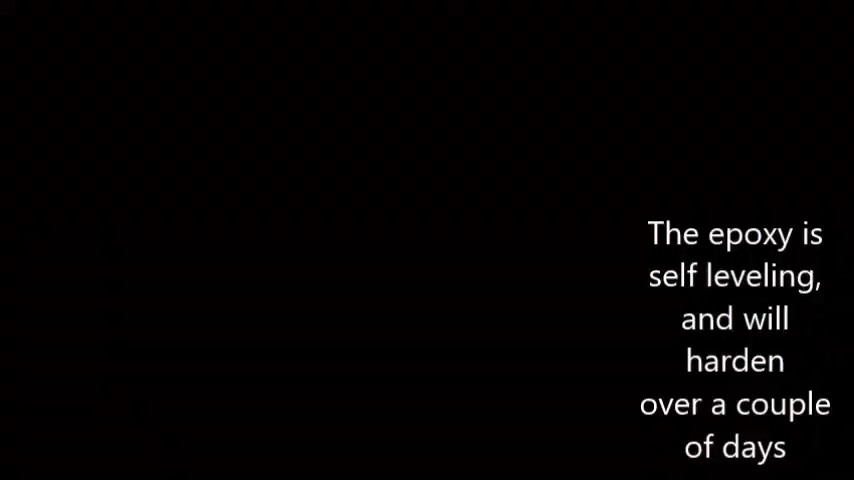 The epoxy is
self leveling,
and will
harden
over a couple
of days